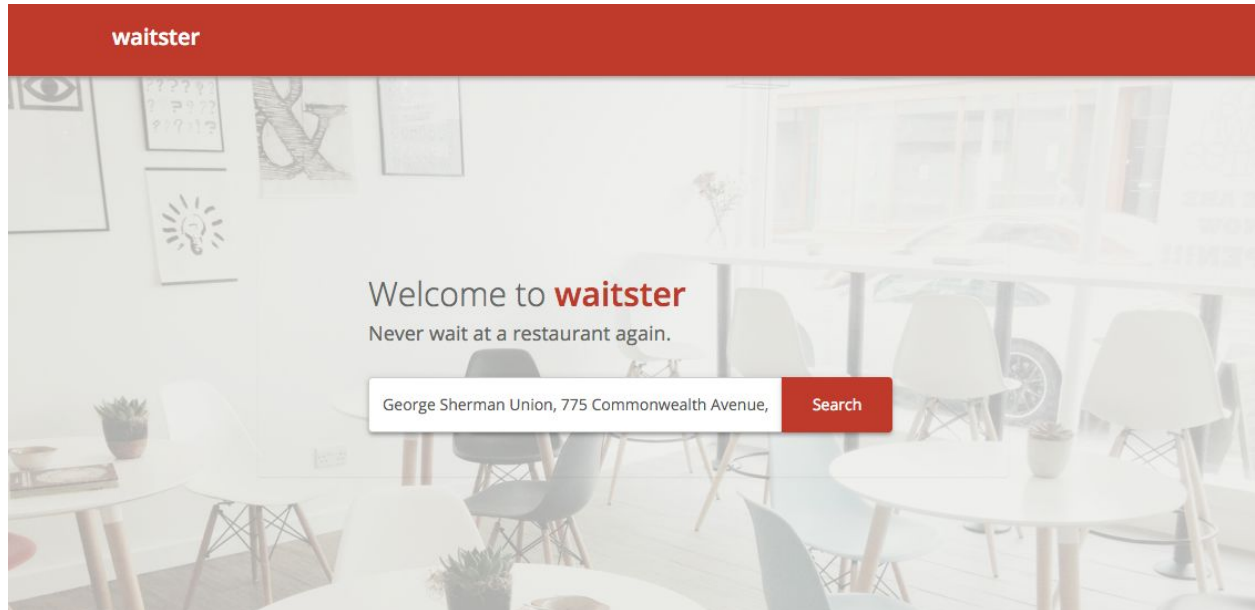 waitster
Welcome to waitster
Never wait at a restaurant again.
George Sherman Union, 775 Commonwealth Avenue,
Search